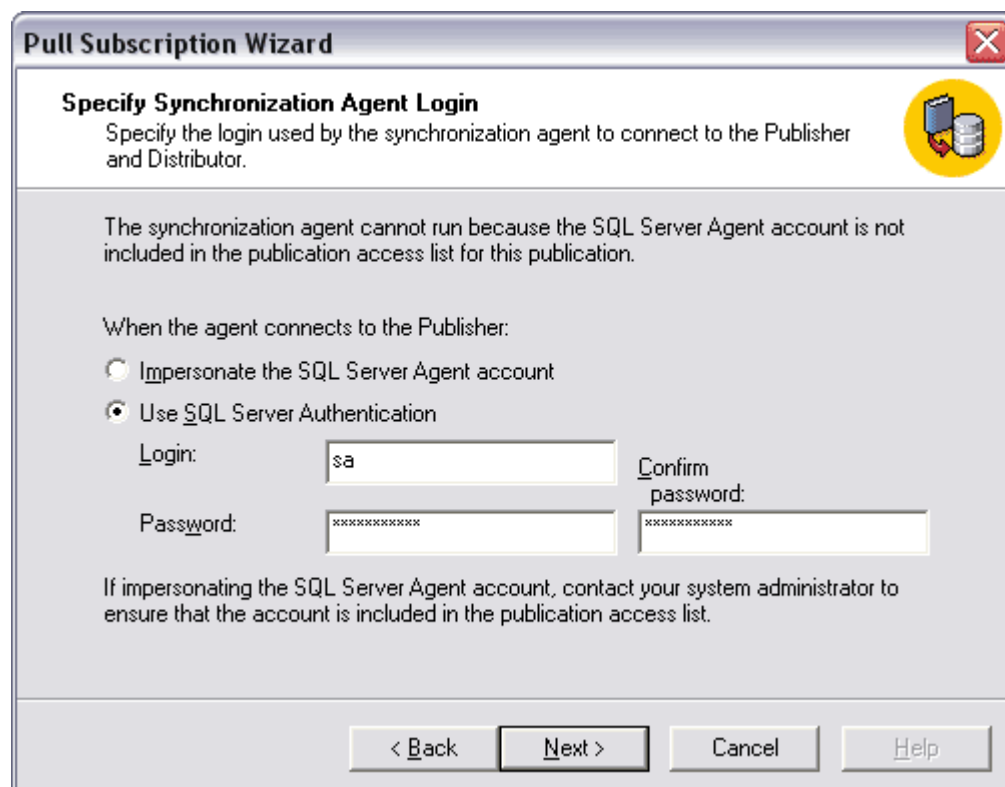 Pull Subscription Wizard
Specify Synchronization Agent Login
Specify the login used by the synchronization agent to connect to the Publisher
and Distributor.
The synchronization agent cannot run because the SQL Server Agent account is not
included in the publication access list for this publication.
When the agent connects to the Publisher:
Impersonate the SQL Server Agent account
Use SQL Server Authentication
Login:
sa
Confirm
password:
Password:
***********
***********
If impersonating the SQL Server Agent account, contact your system administrator to
ensure that the account is included in the publication access list.
< Back
Next >
Cancel
Help